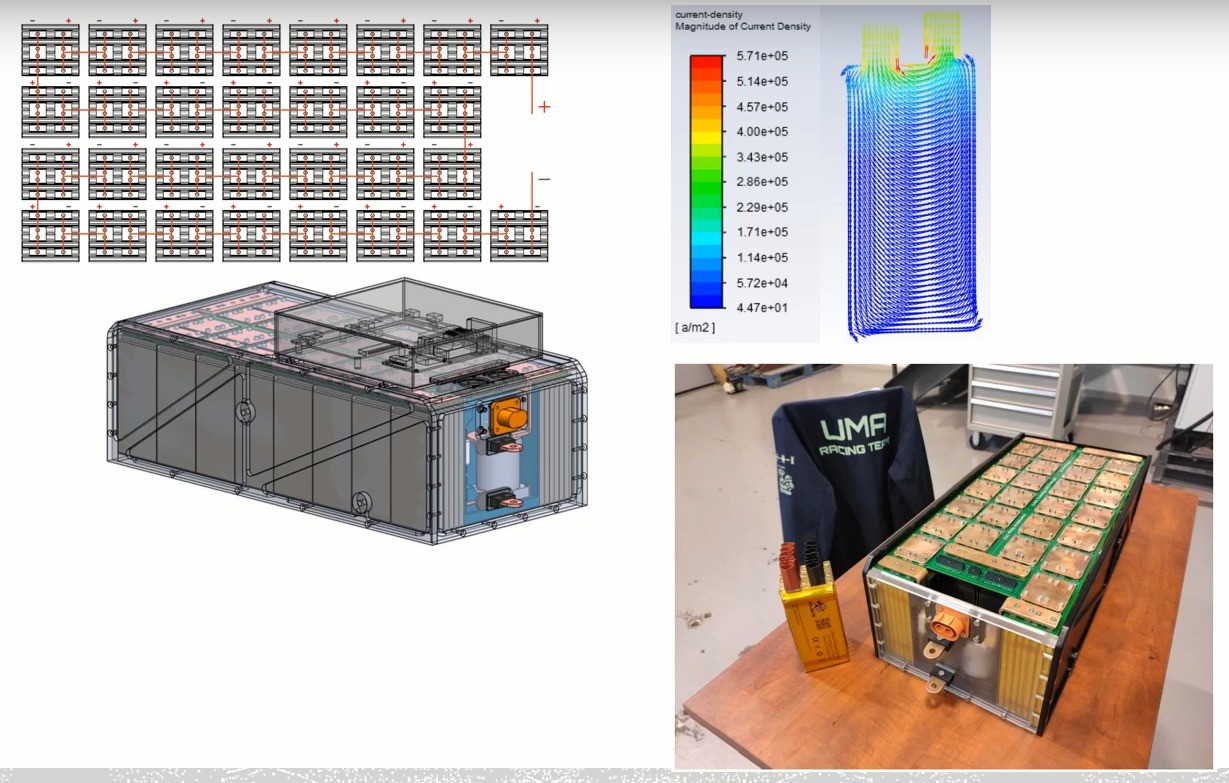 +
−
current-density
Magnitude of Current Density
5.71e+05
5.14e+05
4.57e+05
4.00e+05
3.43e+05
2.86e+05
2.29e+05
1.71e+05
1.14e+05
5.72e+04
4.47e+01
[ a/m2 ]
UMA
RACING TEAM